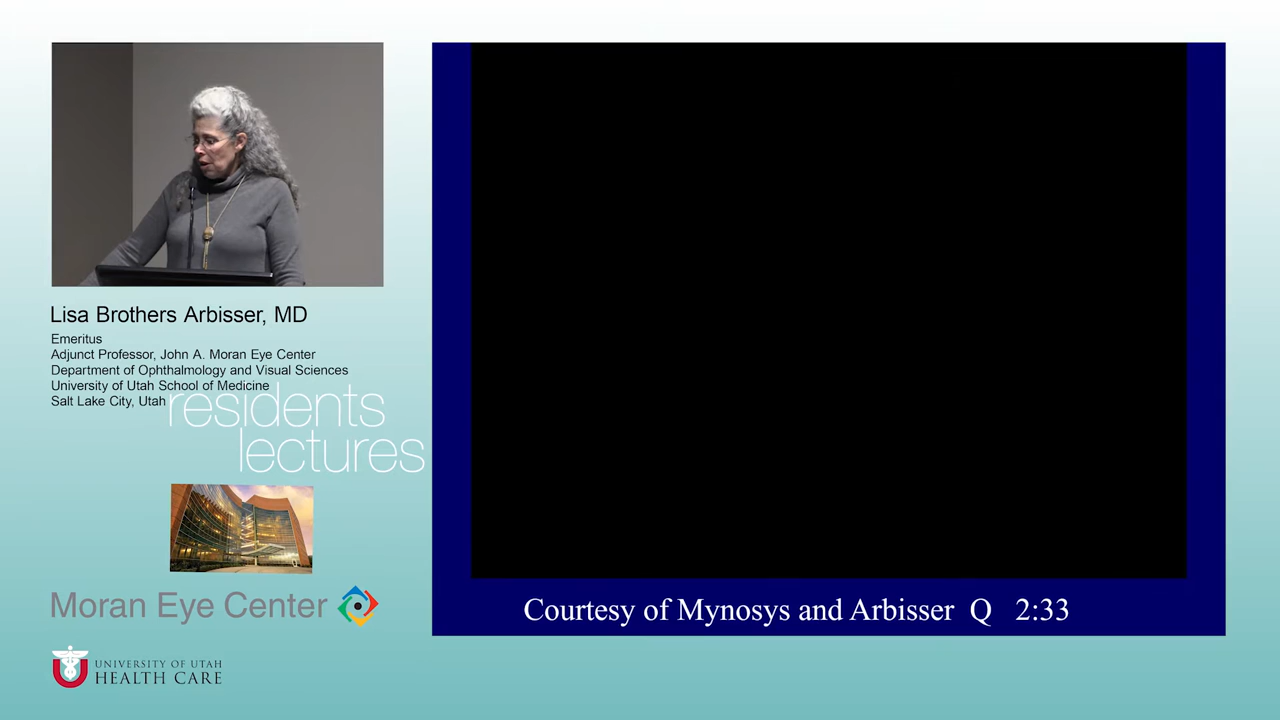 Lisa Brothers Arbisser, MD
Emeritus
Adjunct Professor, John A. Moran Eye Center
Department of Ophthalmology and Visual Sciences
University of Utah School of Medicine
Salt Lake City, Utah
residents
lectures
Moran Eye Center
UNIVERSITY OF UTAH
HEALTH CARE
Courtesy of Mynosys and Arbisser Q 2:33